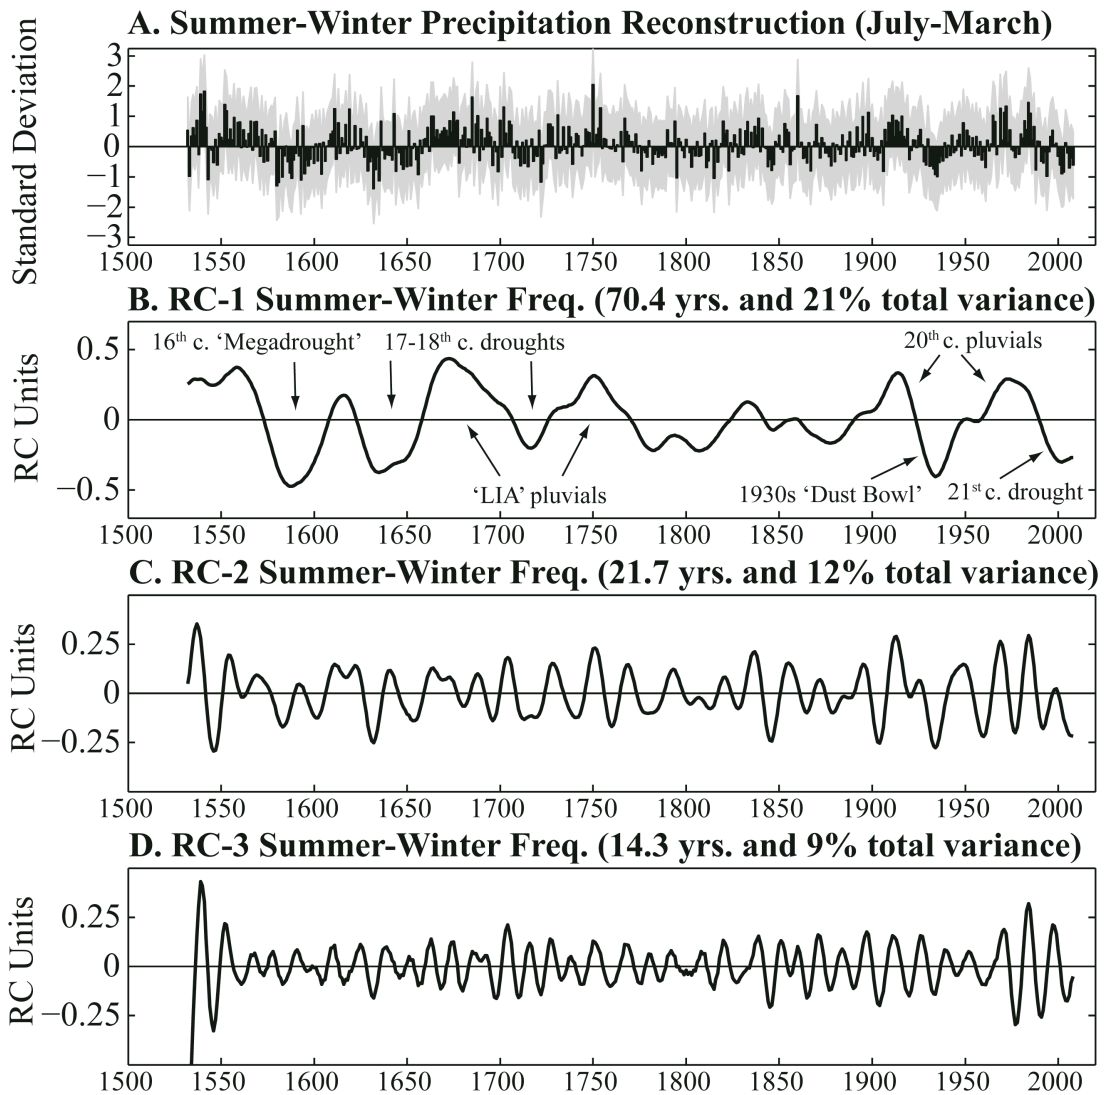 A. Summer-Winter Precipitation Reconstruction (July-March)
Standard Deviation
3
2
1
0
−1
−2
−3
1500 1550 1600 1650 1700 1750 1800 1850 1900 1950 2000
B. RC-1 Summer-Winter Freq. (70.4 yrs. and 21% total variance)
RC Units
0.5
0
−0.5
16th c. ‘Megadrought’
17-18th c. droughts
20th c. pluvials
‘LIA’ pluvials
1930s ‘Dust Bowl’
21st c. drought
1500 1550 1600 1650 1700 1750 1800 1850 1900 1950 2000
C. RC-2 Summer-Winter Freq. (21.7 yrs. and 12% total variance)
RC Units
0.25
0
−0.25
1500 1550 1600 1650 1700 1750 1800 1850 1900 1950 2000
D. RC-3 Summer-Winter Freq. (14.3 yrs. and 9% total variance)
RC Units
0.25
0
−0.25
1500 1550 1600 1650 1700 1750 1800 1850 1900 1950 2000